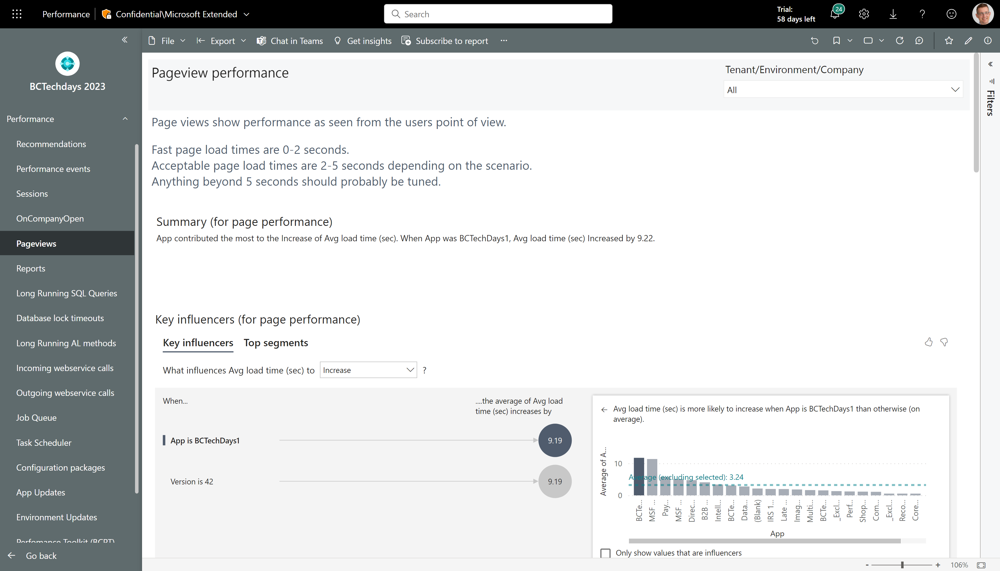 Performance
Confidential\Microsoft Extended
Search
Trial:
58 days left
24
File
Export
Chat in Teams
Get insights
Subscribe to report
BCTechdays 2023
Performance
Recommendations
Performance events
Sessions
OnCompanyOpen
Pageviews
Reports
Long Running SQL Queries
Database lock timeouts
Long Running AL methods
Incoming webservice calls
Outgoing webservice calls
Job Queue
Task Scheduler
Configuration packages
App Updates
Environment Updates
Perfomance Toolkit (BCPT)
Go back
Pageview performance
Tenant/Environment/Company
All
Filters
Page views show performance as seen from the users point of view.
Fast page load times are 0-2 seconds.
Acceptable page load times are 2-5 seconds depending on the scenario.
Anything beyond 5 seconds should probably be tuned.
Summary (for page performance)
App contributed the most to the Increase of Avg load time (sec). When App was BCTechDays1, Avg load time (sec) Increased by 9.22.
Key influencers (for page performance)
Key influencers
Top segments
What influences Avg load time (sec) to
Increase
?
When...
....the average of Avg load
time (sec) increases by
App is BCTechDays1
9.19
Version is 42
9.19
Avg load time (sec) is more likely to increase when App is BCTechDays1 than otherwise (on
average).
Average of A...
10
0
Average (excluding selected): 3.24
BCTe...
MSF ...
Pay...
MSF ...
Direc...
B2B ...
Intell...
BCTe...
Data...
(Blank)
IRS 1...
Late ...
Imag...
Multi...
BCTe...
_Excl...
Perf...
Shop...
Com...
_Excl...
Reco...
Core...
App
Only show values that are influencers
- + 106%